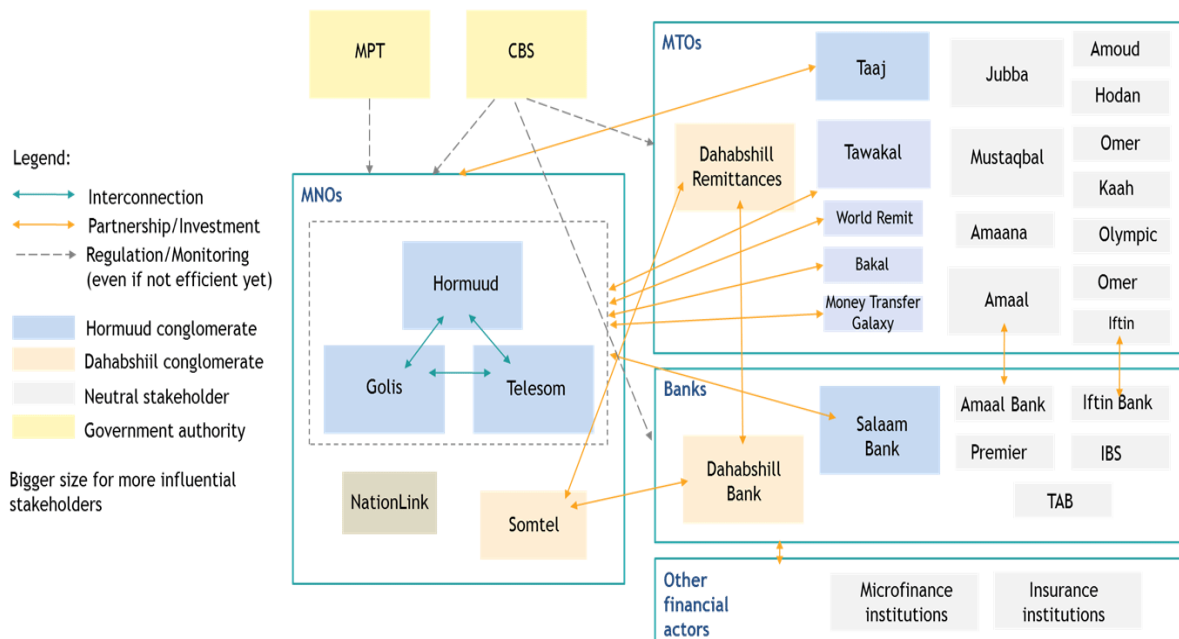 MPT
CBS
Legend:
Interconnection
Partnership/Investment
Regulation/Monitoring
(even if not efficient yet)
Hormuud conglomerate
Dahabshiil conglomerate
Neutral stakeholder
Government authority
Bigger size for more influential
stakeholders
MNOs
Hormuud
Golis
Telesom
NationLink
Somtel
MTOs
Taaj
Jubba
Amoud
Hodan
Dahabshill
Remittances
Tawakal
Mustaqbal
Omer
Kaah
World Remit
Amaana
Olympic
Bakal
Omer
Money Transfer
Galaxy
Amaal
Iftin
Banks
Dahabshill
Bank
Salaam
Bank
Amaal Bank
Iftin Bank
Premier
IBS
TAB
Other
financial
actors
Microfinance
institutions
Insurance
institutions